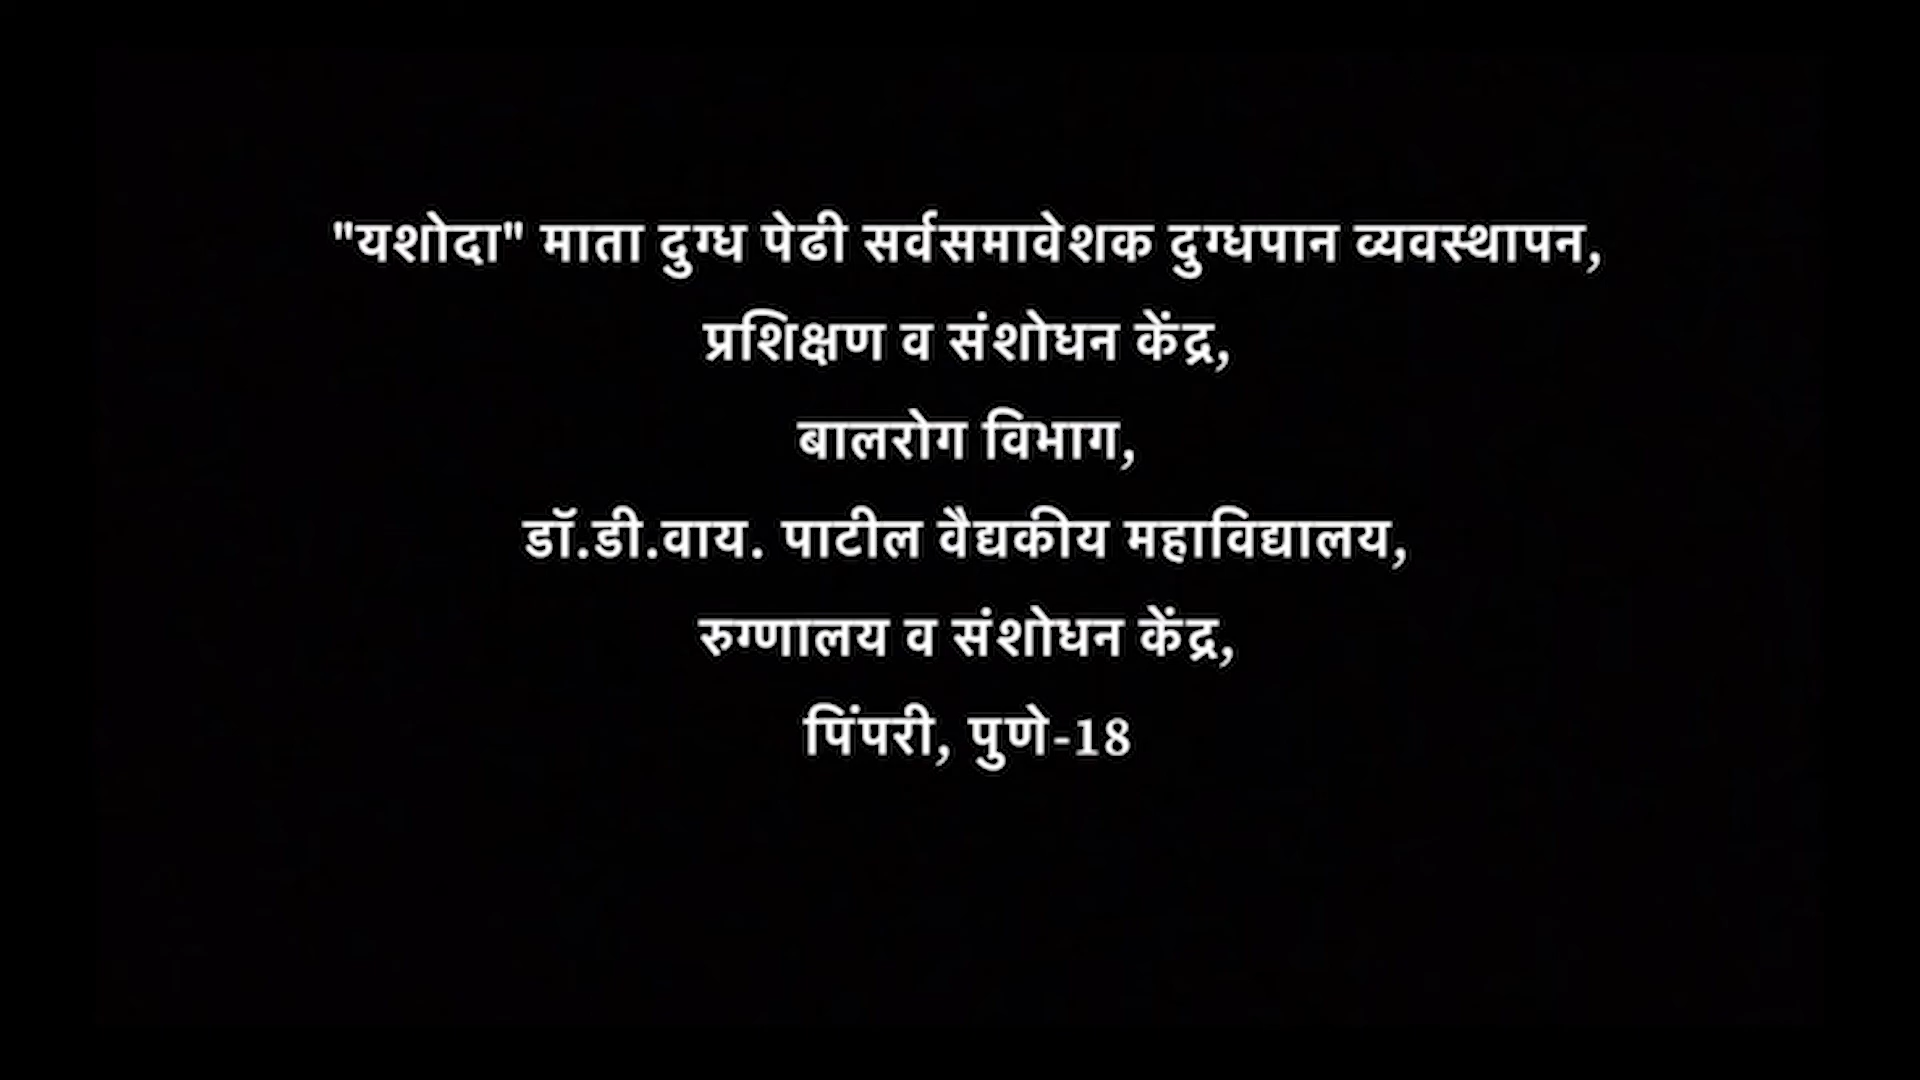 "यशोदा" माता दुग्ध पेढी सर्वसमावेशक दुग्धपान व्यवस्थापन,
प्रशिक्षण व संशोधन केंद्र,
बालरोग विभाग,
डॉ.डी.वाय. पाटील वैद्यकीय महाविद्यालय,
रुग्णालय व संशोधन केंद्र,
पिंपरी, पुणे-18